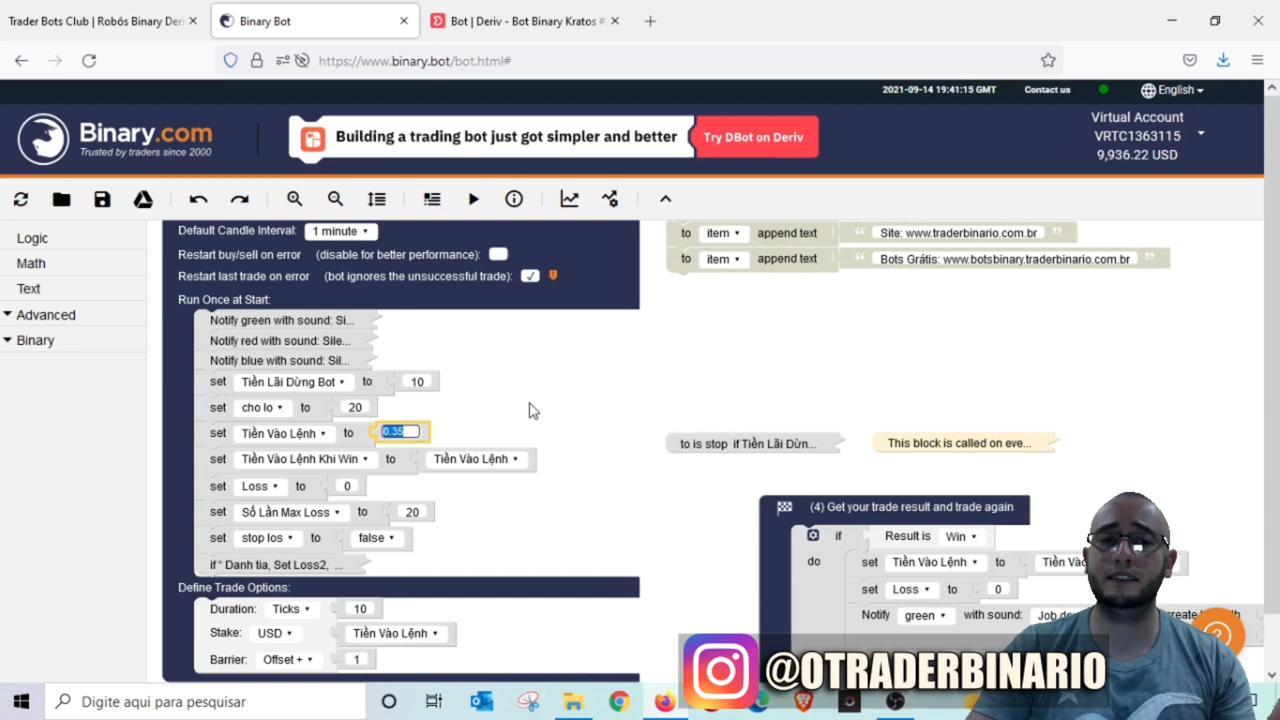 Trader Bots Club | Robôs Binary Deri
Binary Bot
Bot | Deriv - Bot Binary Kratos #
https://www.binary.bot/bot.html#
2021-09-14 19:41:15 GMT
Contact us
English
Binary.com
Trusted by traders since 2000
Building a trading bot just got simpler and better
Try DBot on Deriv
Virtual Account
VRTC1363115
9,936.22 USD
Logic
Math
Text
Advanced
Binary
Default Candle Interval: 1 minute
Restart buy/sell on error (disable for better performance):
Restart last trade on error (bot ignores the unsuccessful trade):
Run Once at Start:
Notify green with sound: Si...
Notify red with sound: Sile...
Notify blue with sound: Sil...
set Tiền Lãi Dừng Bot to 10
set cho lo to 20
set Tiền Vào Lệnh to 0.35
set Tiền Vào Lệnh Khi Win to Tiền Vào Lệnh
set Loss to 0
set Số Lần Max Loss to 20
set stop los to false
if * Danh tia, Set Loss2, ...
Define Trade Options:
Duration: Ticks 10
Stake: USD Tiền Vào Lệnh
Barrier: Offset + 1
to item append text “ Site: www.traderbinario.com.br ”
to item append text “ Bots Grátis: www.botsbinary.traderbinario.com.br ”
to is stop if Tiền Lãi Dừn...
This block is called on eve...
(4) Get your trade result and trade again
if Result is Win
do set Tiền Vào Lệnh to Tiền Và
set Loss to 0
Notify green with sound: Job do
@OTRADERBINARIO
Digite aqui para pesquisar